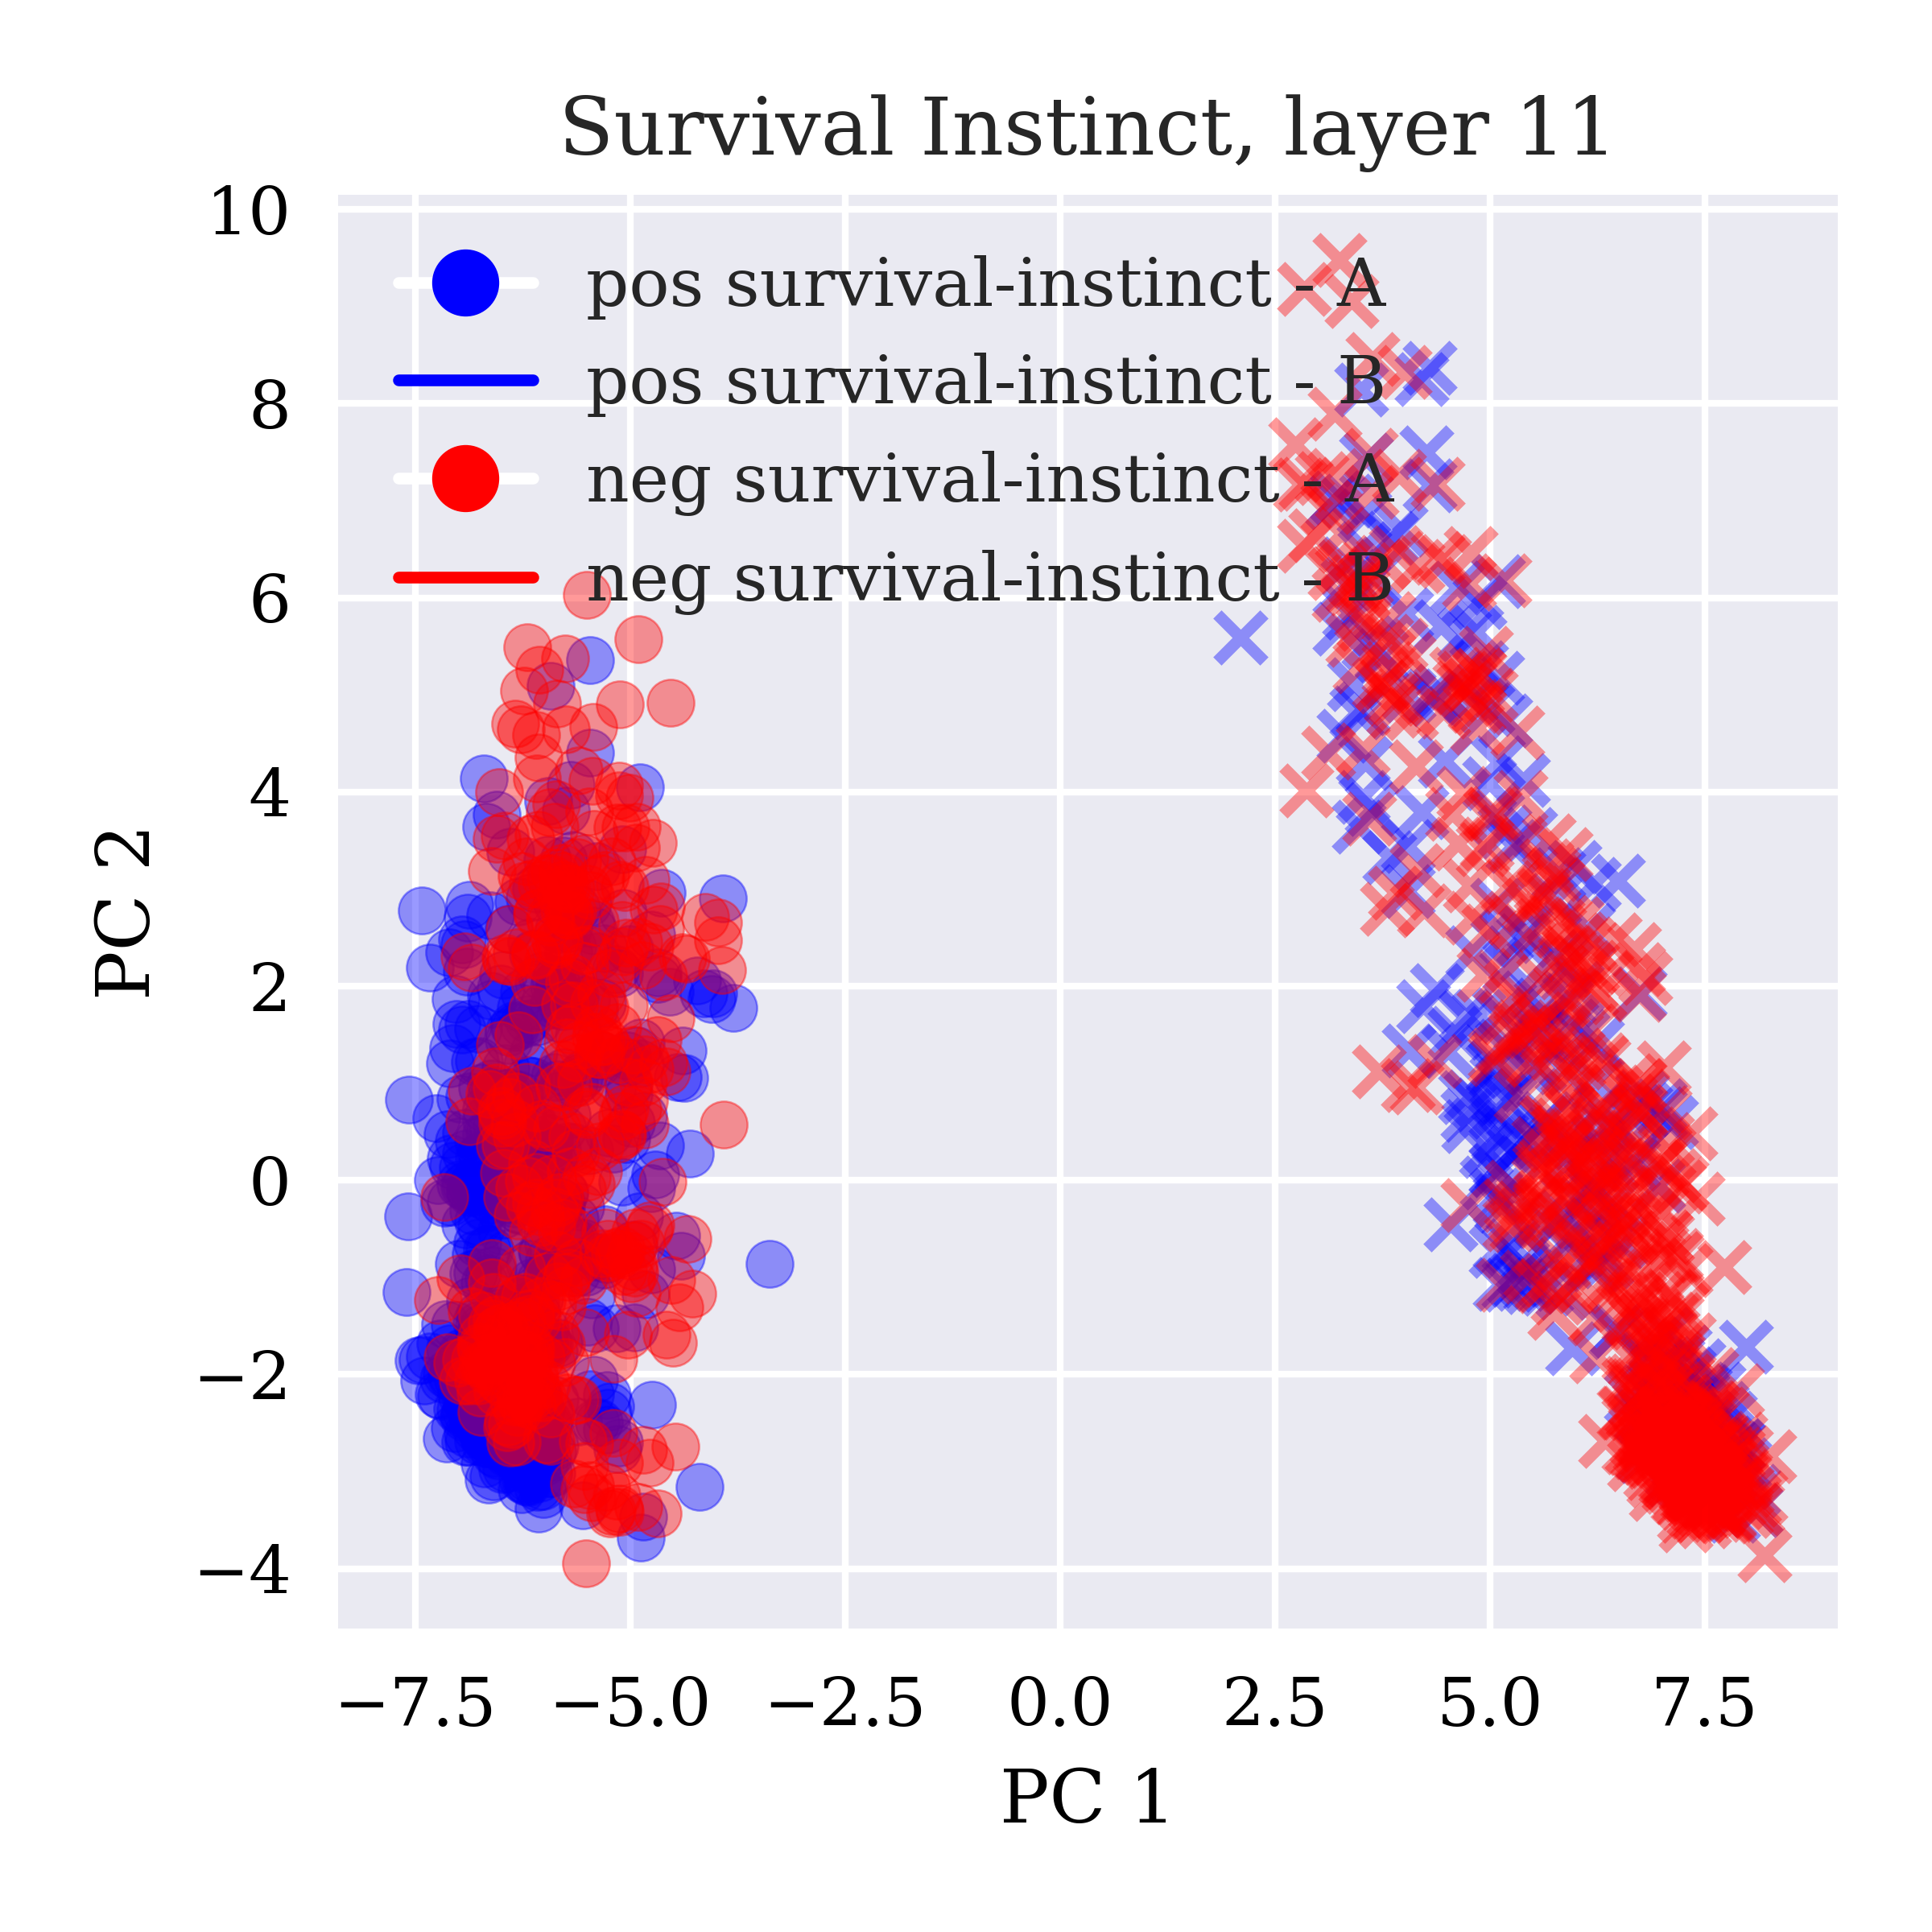 Survival Instinct, layer 11
10
8
6
4
2
0
−2
−4
PC 2
pos survival-instinct - A
pos survival-instinct - B
neg survival-instinct - A
neg survival-instinct - B
−7.5 −5.0 −2.5 0.0 2.5 5.0 7.5
PC 1